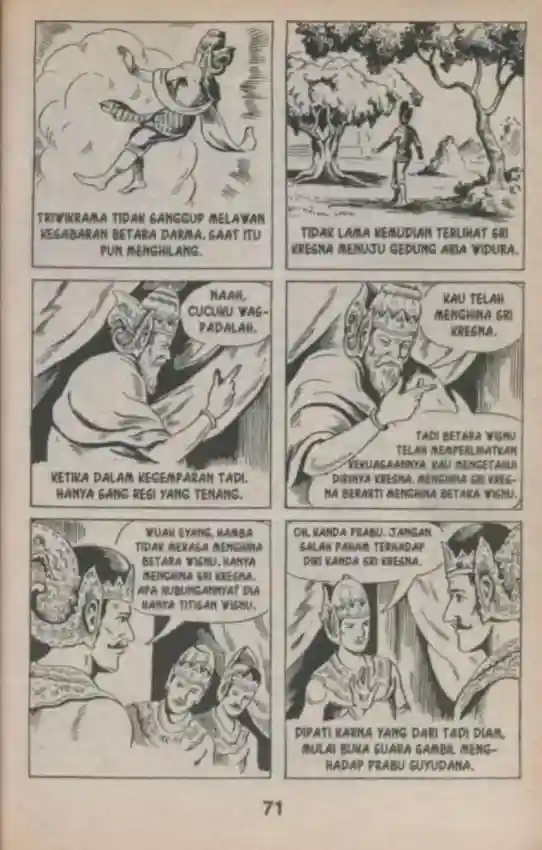 TRIWIKRAMA TIDAK SANGGUP MELAWAN
KESABARAN BETARA DARMA. SAAT ITU
PUN MENGHILANG.
TIDAK LAMA KEMUDIAN TERLIHAT SRI
KRESNA MENUJU GEDUNG ARIA WIDURA.
NAAH,
CUCUKU WAS-
PADALAH.
KETIKA DALAM KEGEMPARAN TADI.
HANYA SANG RESI YANG TENANG.
KAU TELAH
MENGHINA SRI
KRESNA.
TADI BETARA WISNU
TELAH MEMPERLIHATKAN
KEKUASAANNYA. KAU MENGETAHUI
DIRINYA KRESNA. MENGHINA SRI KRES-
NA BERARTI MENGHINA BETARA WISNU.
WUAH EYANG, HAMBA
TIDAK MERASA MENGHINA
BETARA WISNU. HANYA
MENGHINA SRI KRESNA.
APA HUBUNGANNYA? DIA
HANYA TITISAN WISNU.
OH, KANDA PRABU. JANGAN
SALAH PAHAM TERHADAP
DIRI KANDA SRI KRESNA.
DIPATI KARNA YANG DARI TADI DIAM,
MULAI BUKA SUARA SAMBIL MENG-
HADAP PRABU SUYUDANA.
71